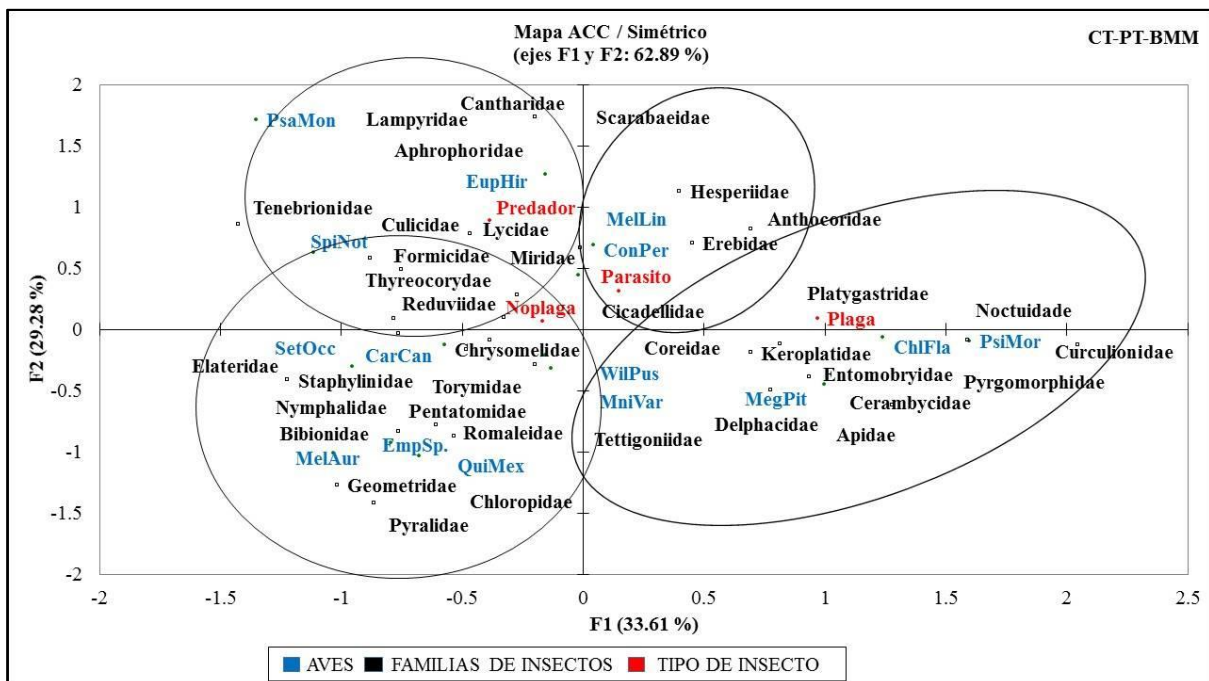 Mapa ACC / Simétrico
(ejes F1 y F2: 62.89 %)
CT-PT-BMM
F2 (29.28 %)
2
1.5
1
0.5
0
-0.5
-1
-1.5
-2
Cantharidae
PsaMon
Lampyridae
Scarabaeidae
Aphrophoridae
EupHir
Hesperiidae
Tenebrionidae
Predador
MelLin
Anthocoridae
Culicidae
Lycidae
SpiNot
Erebidae
ConPer
Formicidae
Miridae
Thyreocorydae
Parasito
Reduviidae
Noplaga
Cicadellidae
Platygastridae
Noctuidade
Plaga
SetOcc
CarCan
Chrysomelidae
Coreidae
Keroplatidae
ChlFla
PsiMor
Curculionidae
Elateridae
Staphylinidae
Torymidae
WilPus
Entomobryidae
Pyrgomorphidae
Nymphalidae
Pentatomidae
MniVar
MegPit
Cerambycidae
Bibionidae
Romaleidae
Delphacidae
EmpSp.
Tettigoniidae
Apidae
MelAur
QuiMex
Geometridae
Chloropidae
Pyralidae
-2 -1.5 -1 -0.5 0 0.5 1 1.5 2 2.5
F1 (33.61 %)
AVES FAMILIAS DE INSECTOS TIPO DE INSECTO